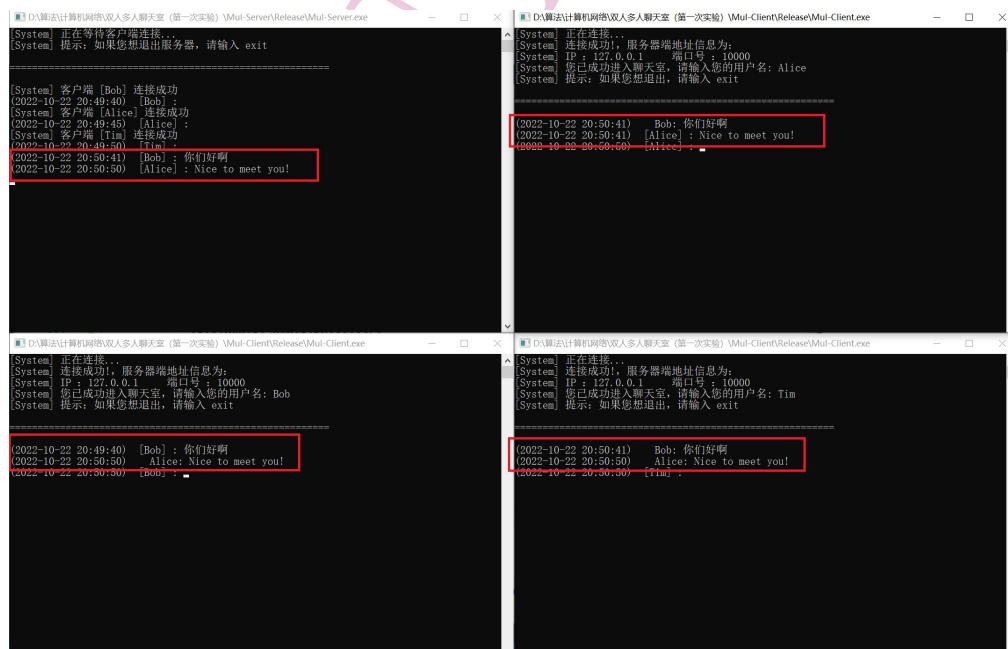 D:\算法\计算机网络\双人多人聊天室（第一次实验）\Mul-Server\Release\Mul-Server.exe
[System] 正在等待客户端连接...
[System] 提示：如果您想退出服务器，请输入 exit
[System] 客户端 [Bob] 连接成功
(2022-10-22 20:49:40) [Bob] :
[System] 客户端 [Alice] 连接成功
(2022-10-22 20:49:45) [Alice] :
[System] 客户端 [Tim] 连接成功
(2022-10-22 20:49:50) [Tim] :
(2022-10-22 20:50:41) [Bob] : 你们好啊
(2022-10-22 20:50:50) [Alice] : Nice to meet you!
D:\算法\计算机网络\双人多人聊天室（第一次实验）\Mul-Client\Release\Mul-Client.exe
[System] 正在连接...
[System] 连接成功!，服务器端地址信息为：
[System] IP : 127.0.0.1 端口号 : 10000
[System] 您已成功进入聊天室，请输入您的用户名: Alice
[System] 提示：如果您想退出，请输入 exit
(2022-10-22 20:50:41) Bob: 你们好啊
(2022-10-22 20:50:41) [Alice] : Nice to meet you!
(2022-10-22 20:50:50) [Alice] :
D:\算法\计算机网络\双人多人聊天室（第一次实验）\Mul-Client\Release\Mul-Client.exe
[System] 正在连接...
[System] 连接成功!，服务器端地址信息为：
[System] IP : 127.0.0.1 端口号 : 10000
[System] 您已成功进入聊天室，请输入您的用户名: Bob
[System] 提示：如果您想退出，请输入 exit
(2022-10-22 20:49:40) [Bob] : 你们好啊
(2022-10-22 20:50:50) Alice: Nice to meet you!
(2022-10-22 20:50:50) [Bob] :
D:\算法\计算机网络\双人多人聊天室（第一次实验）\Mul-Client\Release\Mul-Client.exe
[System] 正在连接...
[System] 连接成功!，服务器端地址信息为：
[System] IP : 127.0.0.1 端口号 : 10000
[System] 您已成功进入聊天室，请输入您的用户名: Tim
[System] 提示：如果您想退出，请输入 exit
(2022-10-22 20:50:41) Bob: 你们好啊
(2022-10-22 20:50:50) Alice: Nice to meet you!
(2022-10-22 20:50:50) [Tim] :